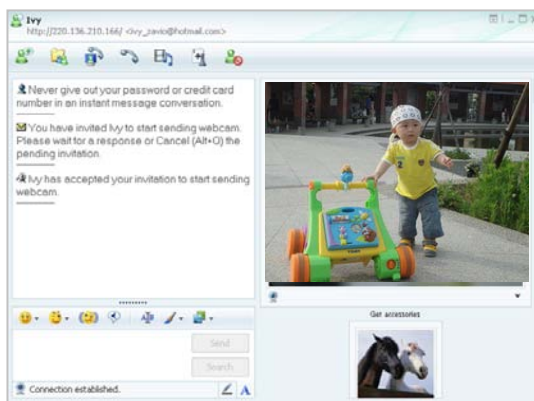 Ivy
http://220.136.210.166/ <ivy_zavio@hotmail.com>
Never give out your password or credit card
number in an instant message conversation.
You have invited Ivy to start sending webcam.
Please wait for a response or Cancel (Alt+Q) the
pending invitation.
Ivy has accepted your invitation to start sending
webcam.
Get accessories
Send
Search
Connection established.